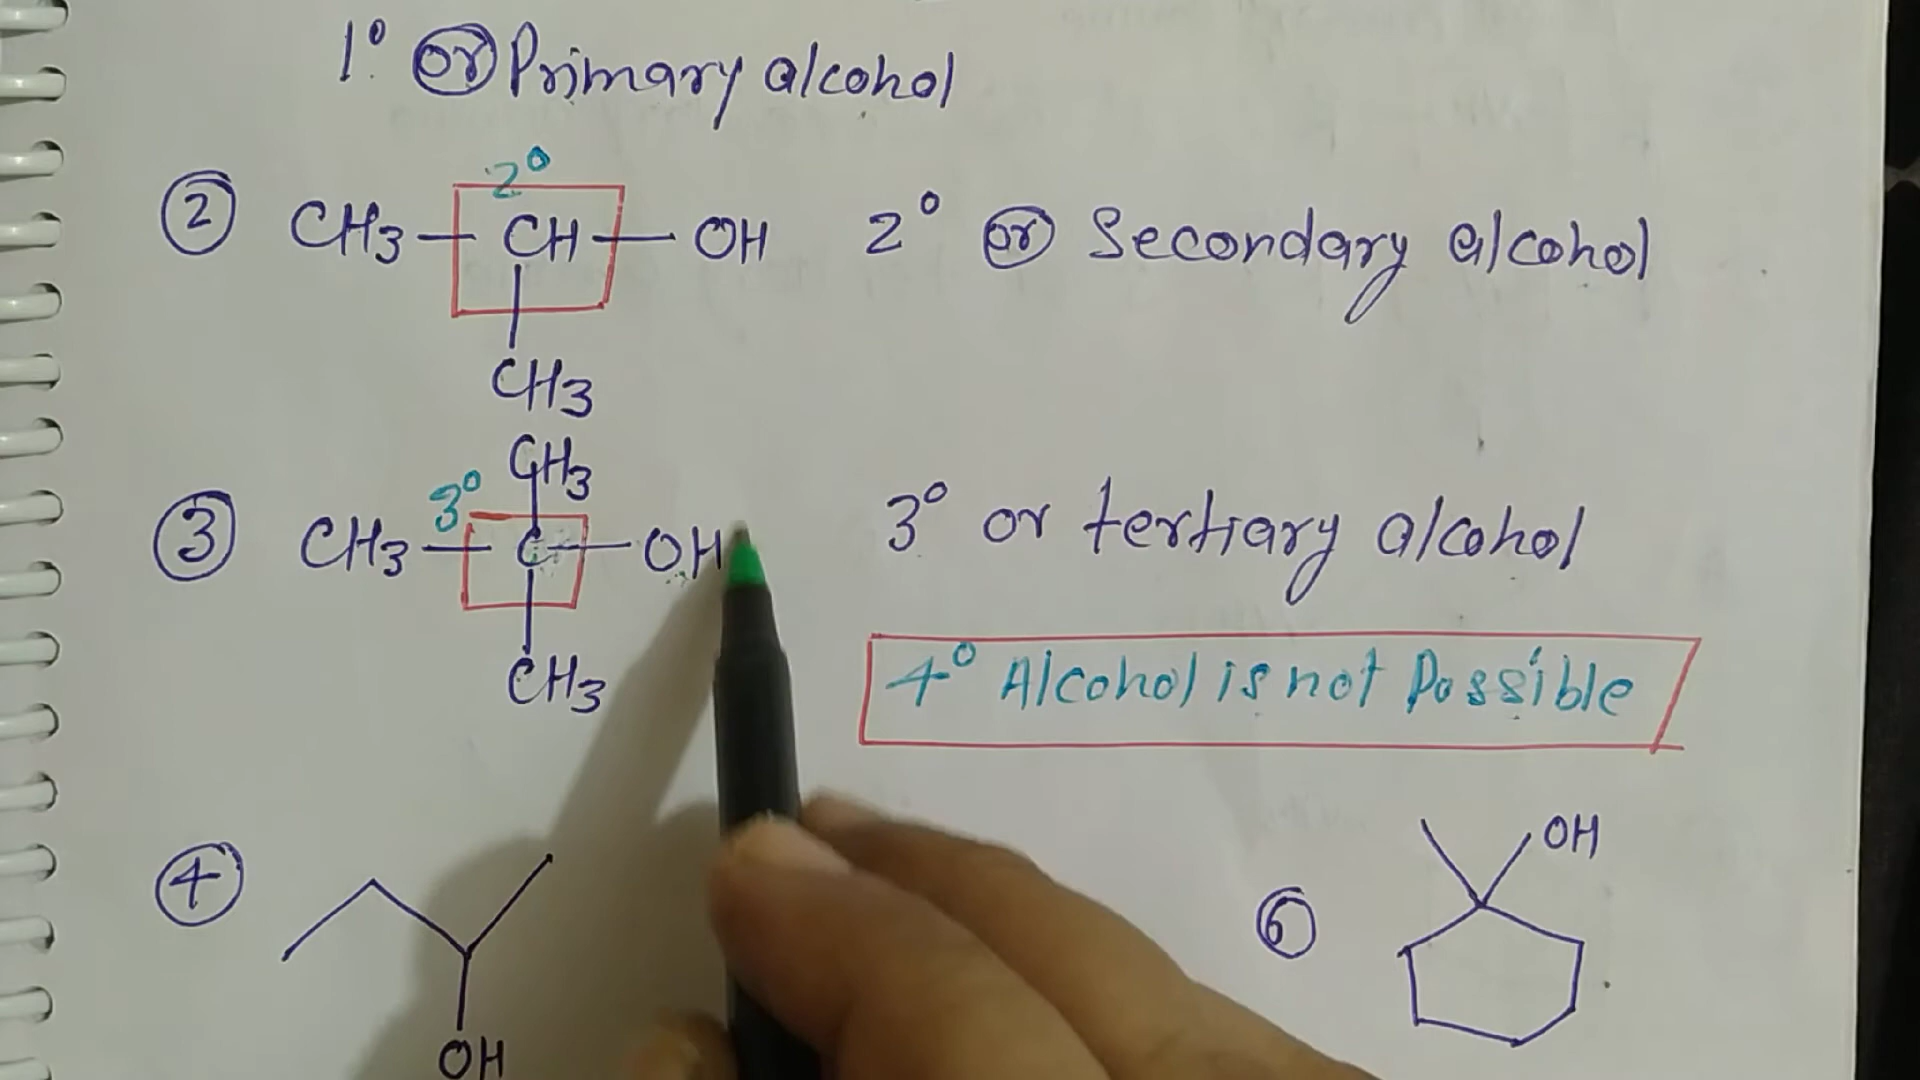 1° or Primary alcohol
2°
2 CH3 CH OH 2° or Secondary alcohol
CH3
CH3
3°
3 CH3 C OH 3° or tertiary alcohol
CH3
4° Alcohol is not Possible
OH
4
6
OH